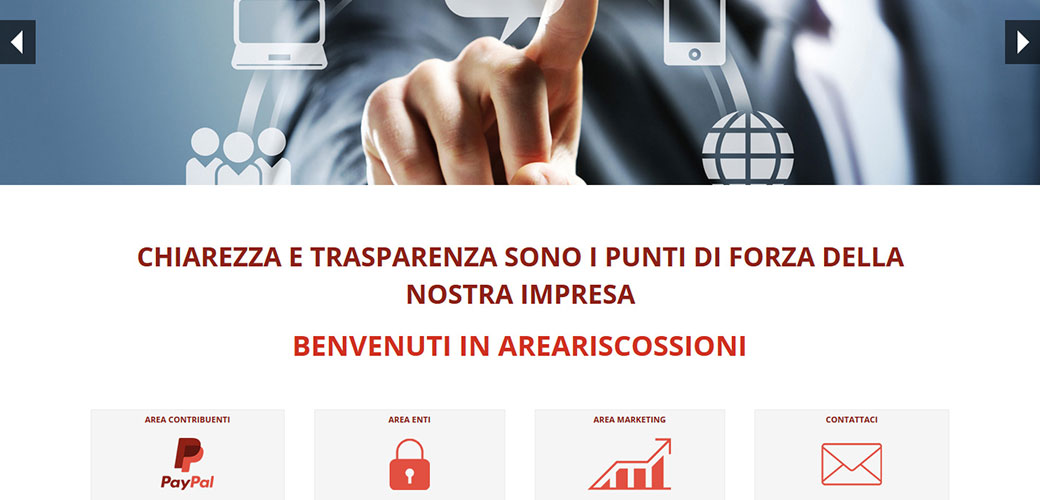 CHIAREZZA E TRASPARENZA SONO I PUNTI DI FORZA DELLA
NOSTRA IMPRESA
BENVENUTI IN AREARISCOSSIONI
AREA CONTRIBUENTI
PayPal
AREA ENTI
AREA MARKETING
CONTATTACI